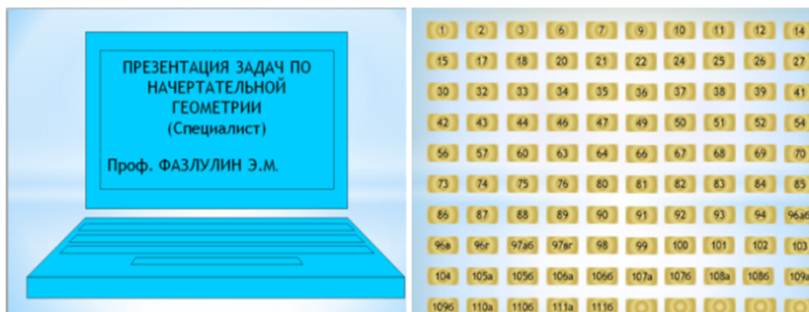 ПРЕЗЕНТАЦИЯ ЗАДАЧ ПО
НАЧЕРТАТЕЛЬНОЙ
ГЕОМЕТРИИ
(Специалист)
Проф. ФАЗЛУЛИН Э.М.
1 2 3 6 7 9 10 11 12 14
15 17 18 20 21 22 24 25 26 27
30 32 33 34 35 36 37 38 39 41
42 43 44 46 47 49 50 51 52 54
56 57 60 63 64 66 67 68 69 70
73 74 75 76 80 81 82 83 84 85
86 87 88 89 90 91 92 93 94 96аб
96в 96г 97аб 97вг 98 99 100 101 102 103
104 105а 105б 106а 106б 107а 107б 108а 108б 109а
109б 110а 110б 111а 111б